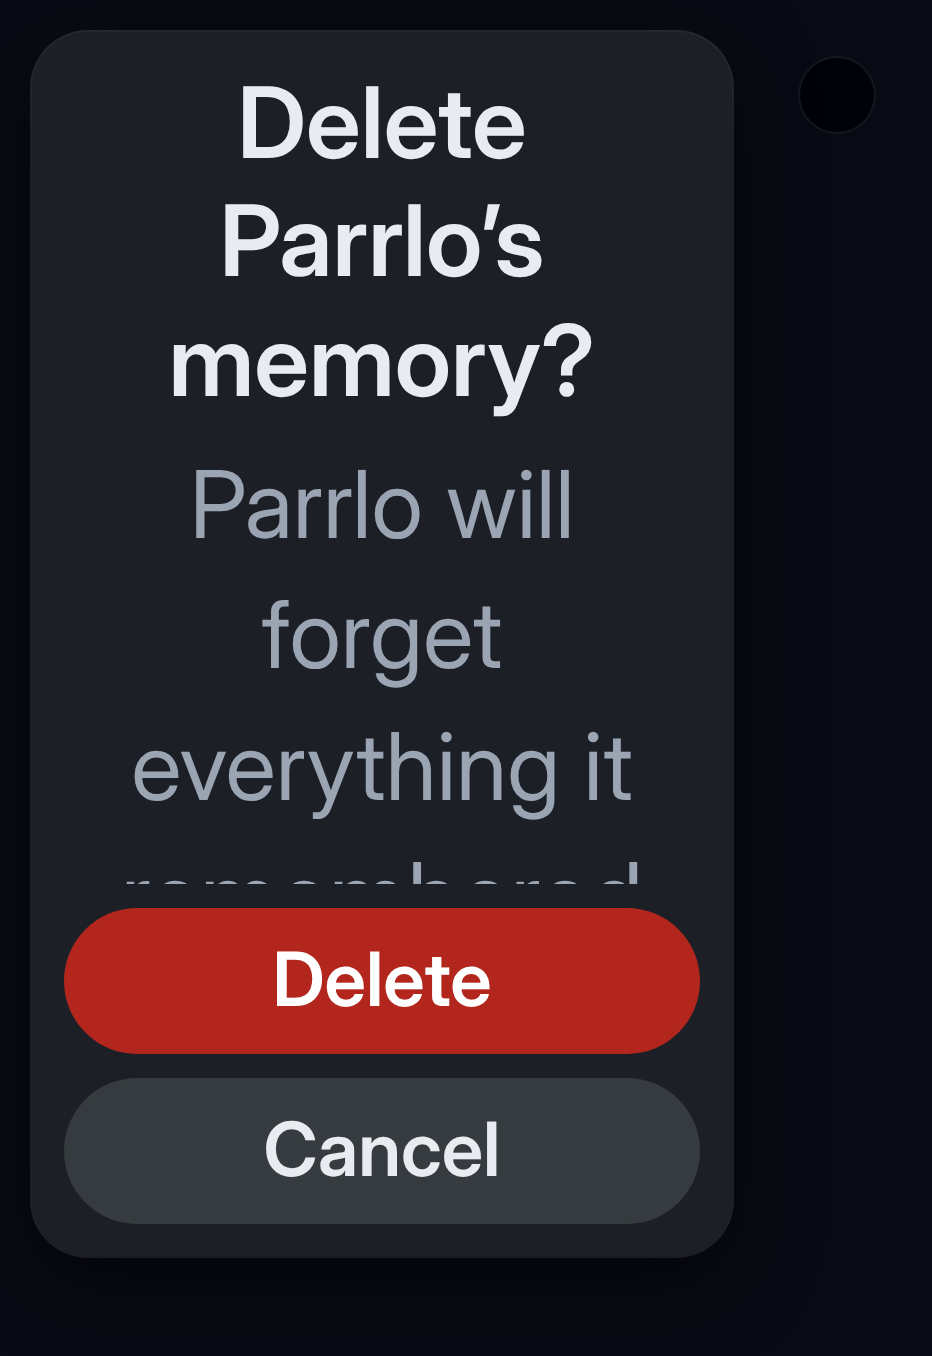 Delete
Parrlo’s
memory?
Parrlo will
forget
everything it
Delete
Cancel